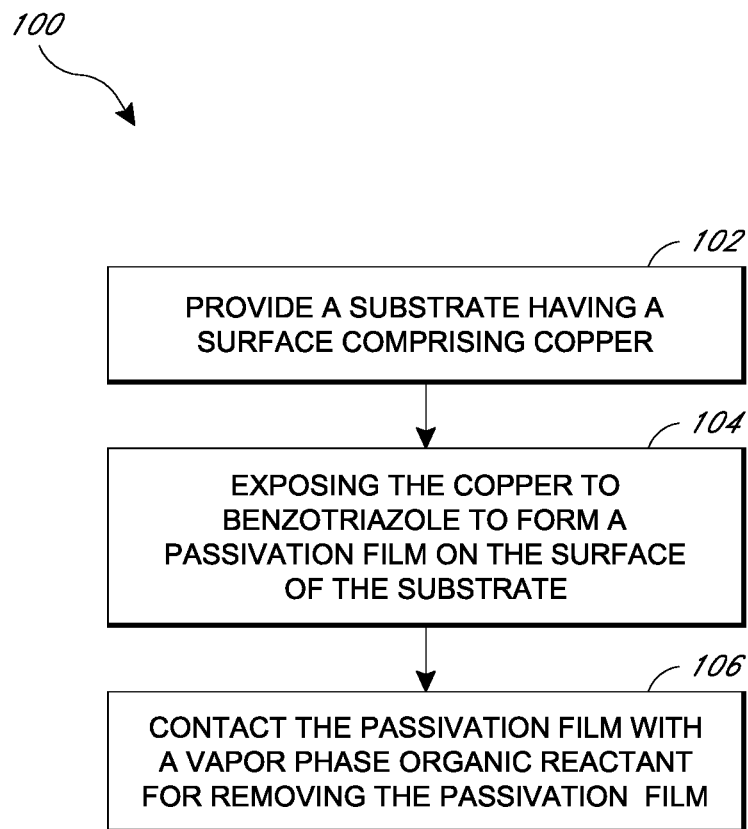 100
102
PROVIDE A SUBSTRATE HAVING A
SURFACE COMPRISING COPPER
104
EXPOSING THE COPPER TO
BENZOTRIAZOLE TO FORM A
PASSIVATION FILM ON THE SURFACE
OF THE SUBSTRATE
106
CONTACT THE PASSIVATION FILM WITH
A VAPOR PHASE ORGANIC REACTANT
FOR REMOVING THE PASSIVATION FILM